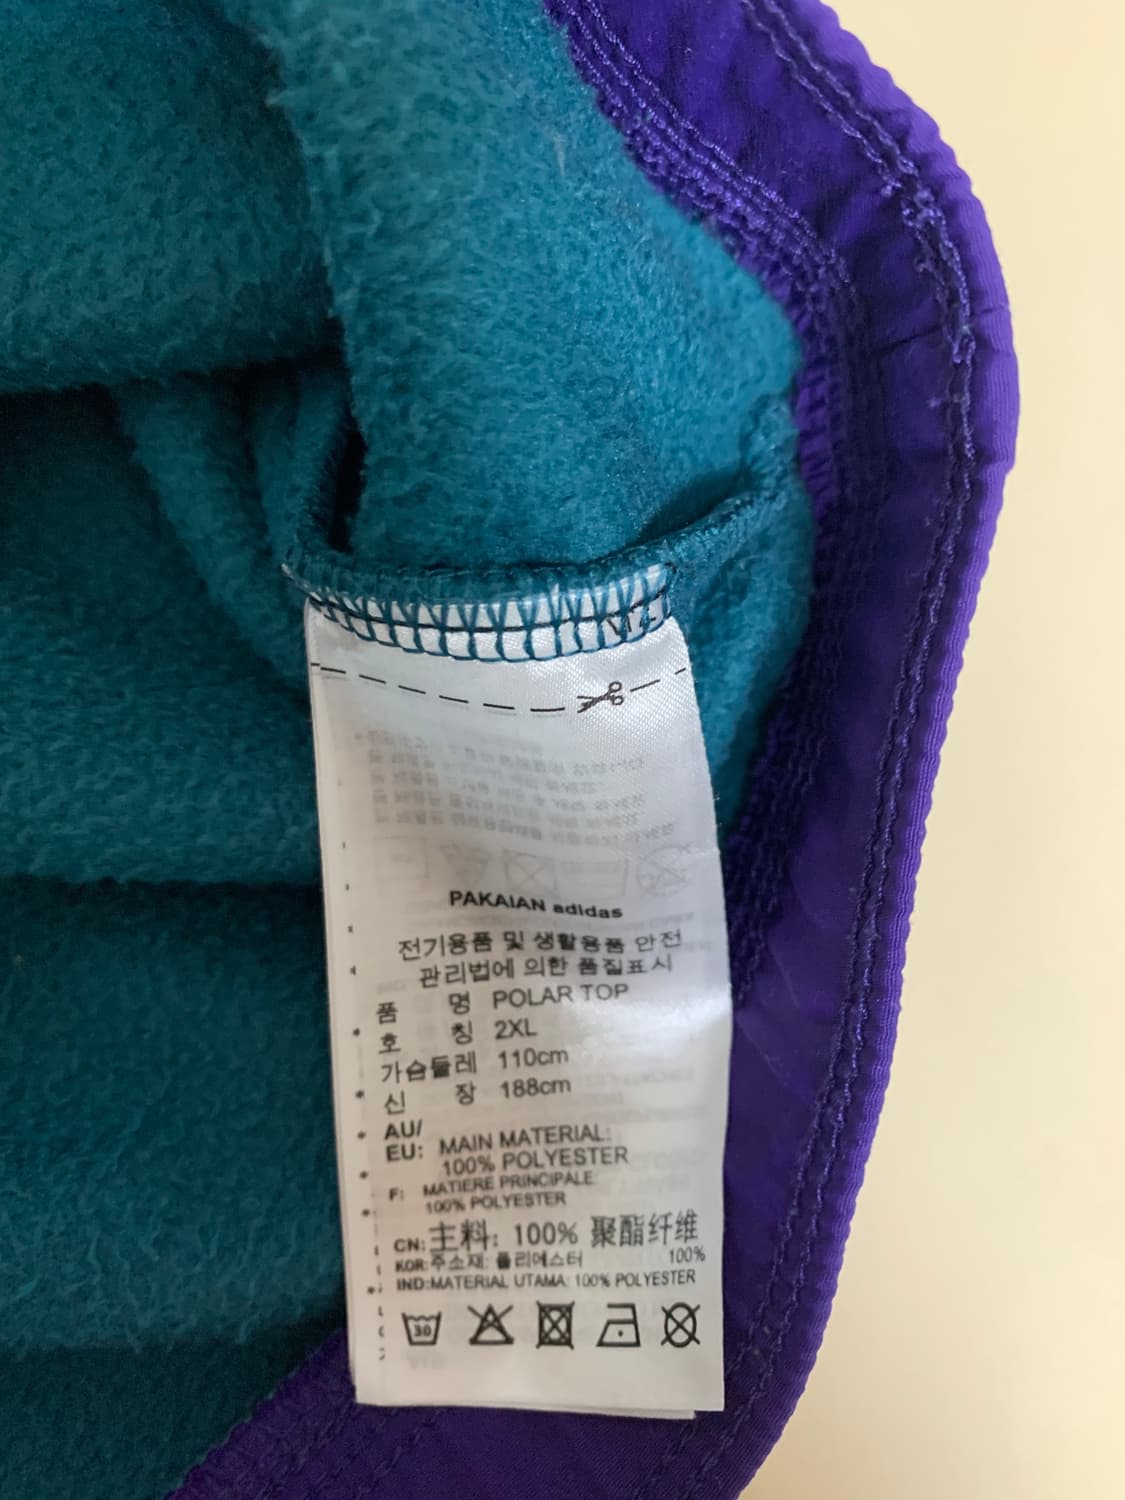 PAKAIAN adidas
전기용품 및 생활용품 안전
관리법에 의한 품질표시
품 명 POLAR TOP
호 칭 2XL
가슴둘레 110cm
신 장 188cm
AU/
EU: MAIN MATERIAL:
100% POLYESTER
F: MATIERE PRINCIPALE:
100% POLYESTER
CN: 主料: 100% 聚酯纤维
KOR:주소재: 폴리에스터 100%
IND:MATERIAL UTAMA: 100% POLYESTER
30